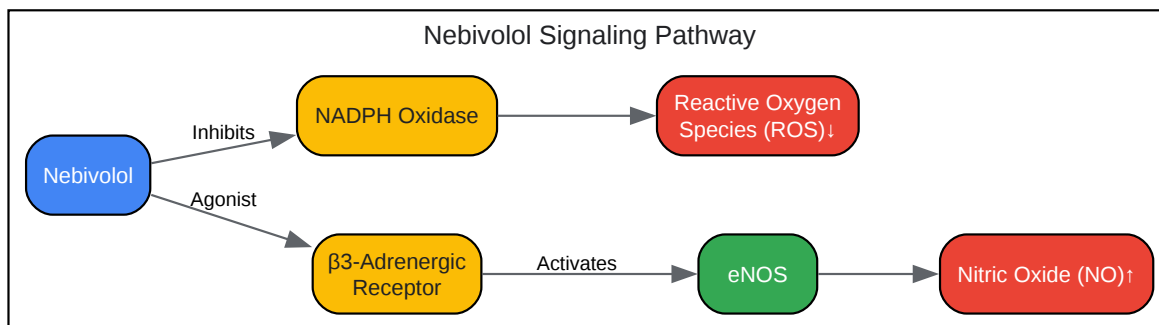 Nebivolol Signaling Pathway
Nebivolol
Inhibits
NADPH Oxidase
Reactive Oxygen
Species (ROS)↓
Agonist
β3-Adrenergic
Receptor
Activates
eNOS
Nitric Oxide (NO)↑